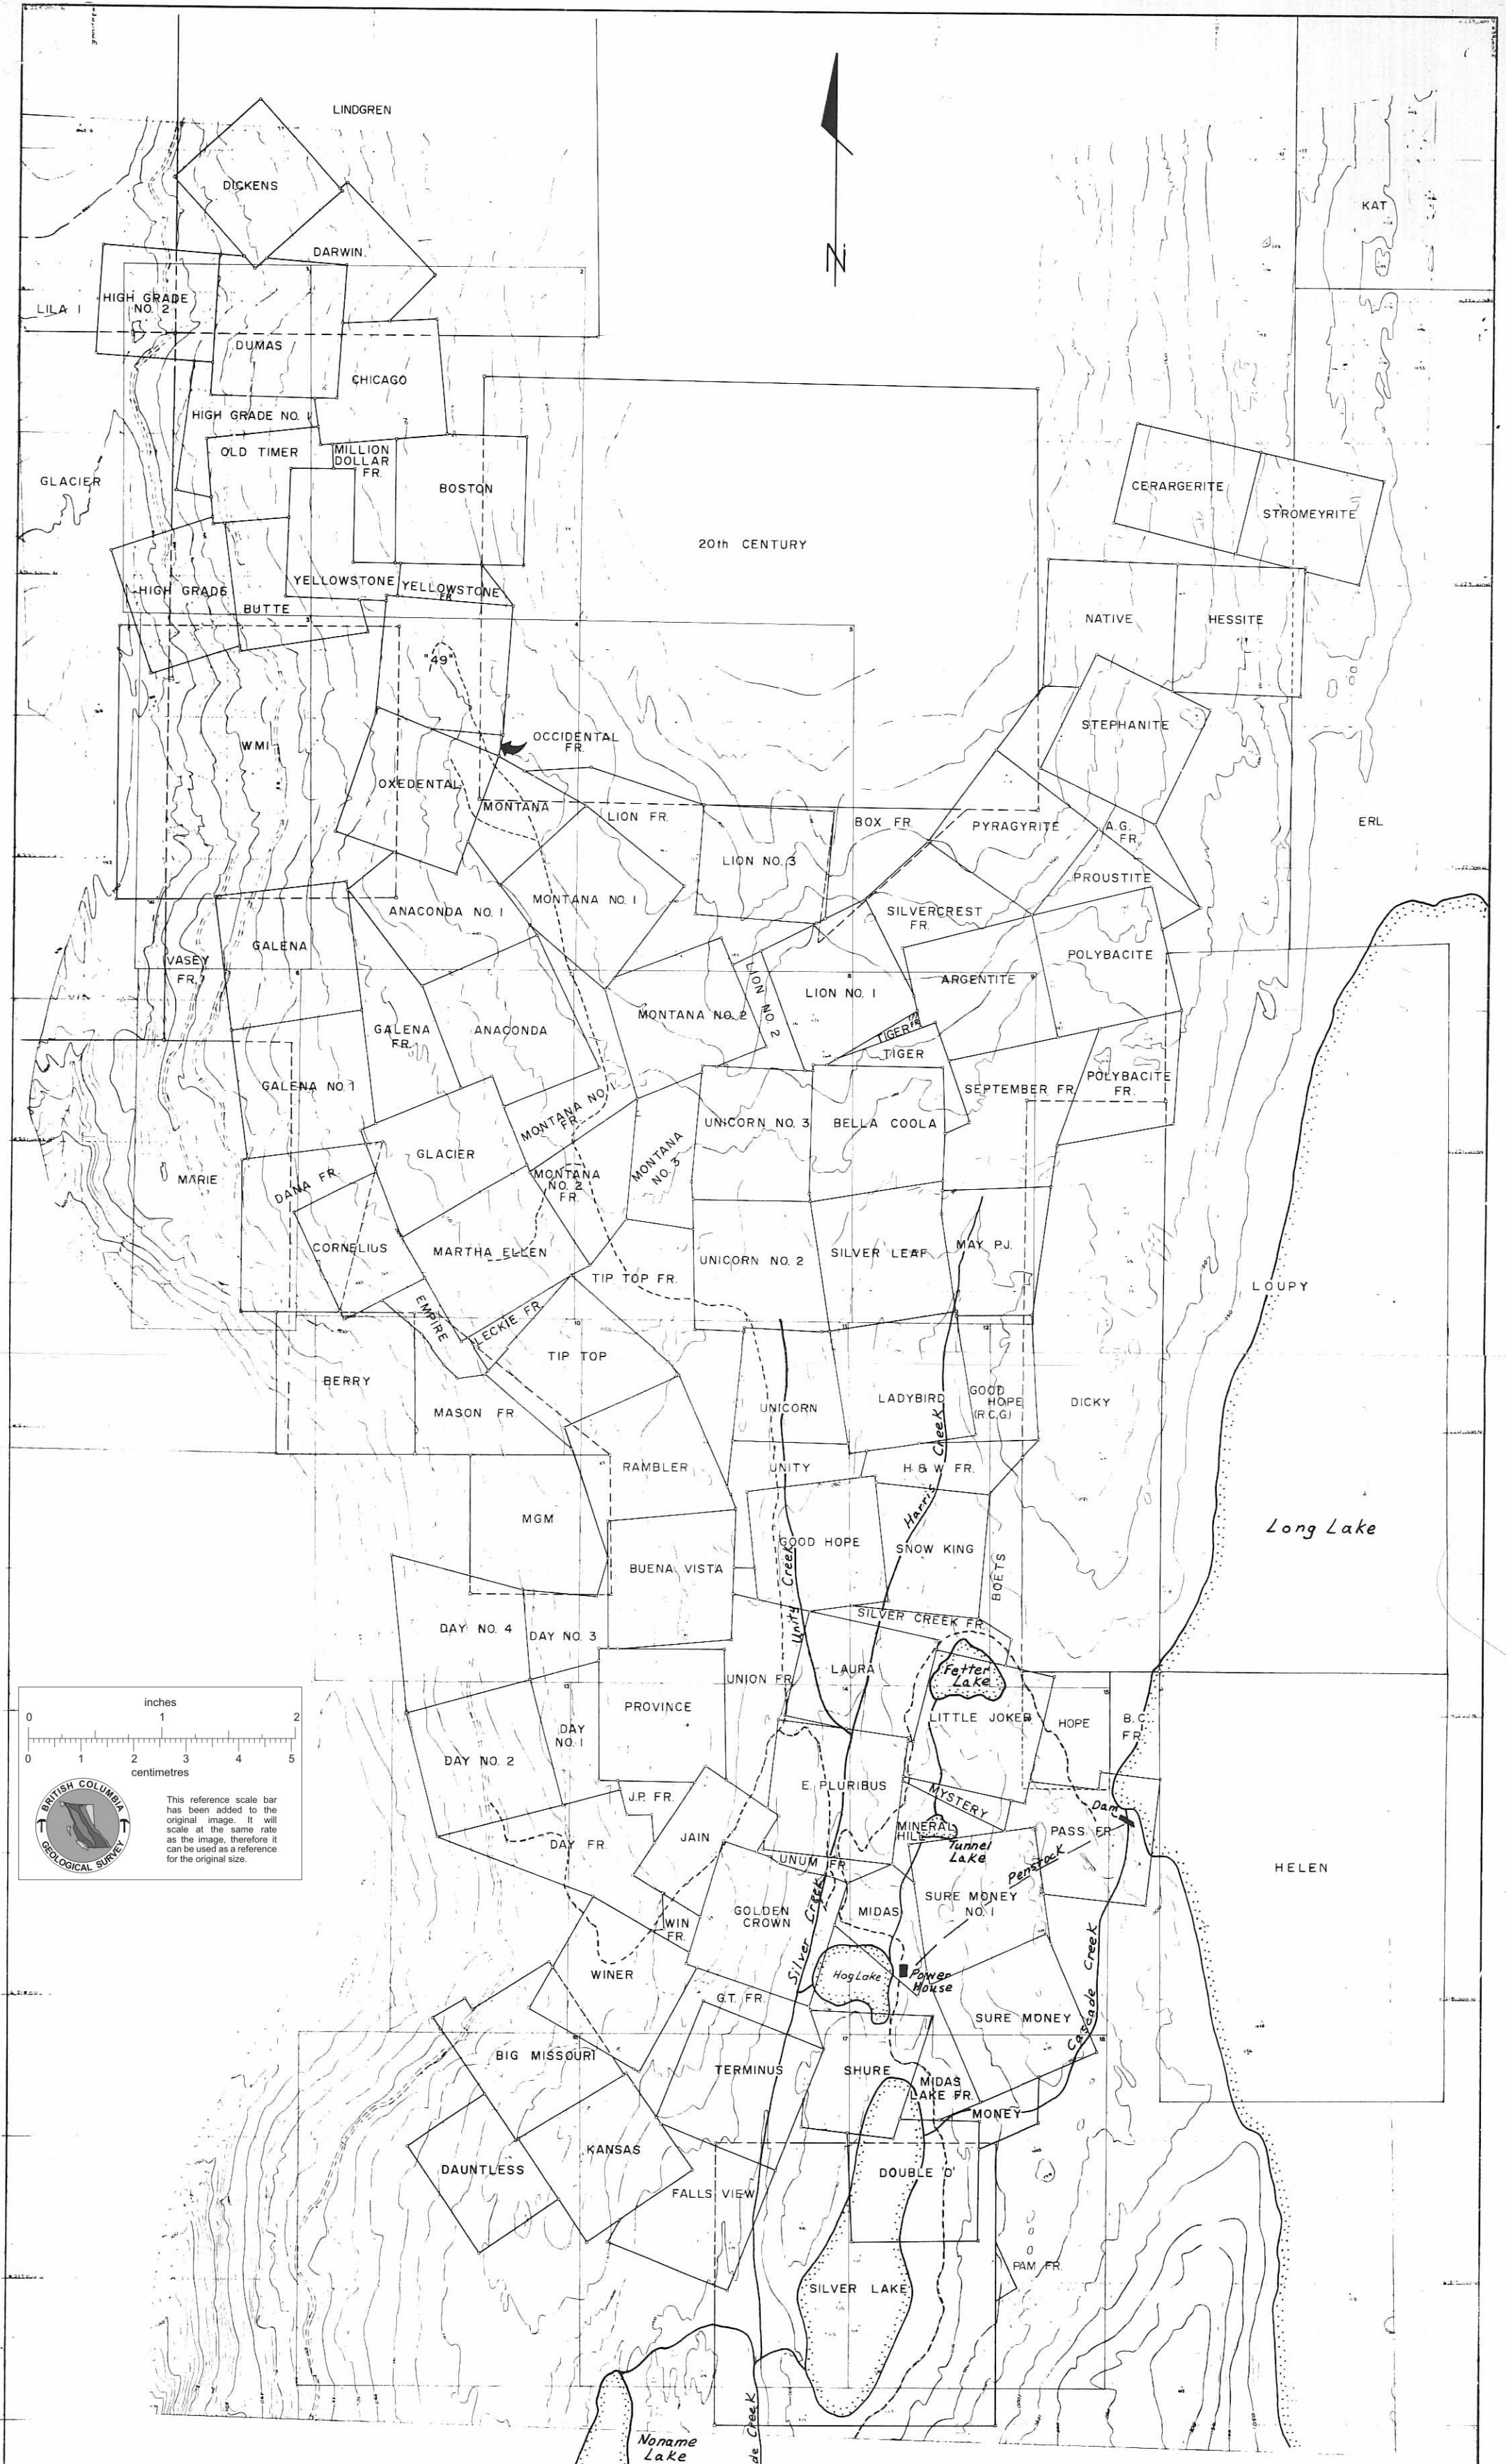 LINDGREN
DICKENS
KAT
DARWIN
N
HIGH GRADE
NO. 2
LILA 1
DUMAS
CHICAGO
HIGH GRADE NO. 1
OLD TIMER
MILLION
DOLLAR
FR.
GLACIER
BOSTON
CERARGERITE
STROMEYRITE
20th CENTURY
HIGH GRADE
YELLOWSTONE
YELLOWSTONE
FR.
BUTTE
NATIVE
HESSITE
"49"
STEPHANITE
OCCIDENTAL
FR.
WMI
OXEDENTAL
MONTANA
LION FR.
BOX FR.
PYRAGYRITE
A.G.
FR.
ERL
LION NO. 3
PROUSTITE
ANACONDA NO. 1
MONTANA NO. 1
SILVERCREST
FR.
GALENA
VASEY
FR.
POLYBACITE
ARGENTITE
LION NO. 2
LION NO. 1
MONTANA NO. 2
GALENA
FR.
ANACONDA
TIGER FR.
TIGER
GALENA NO. 1
SEPTEMBER FR.
POLYBACITE
FR.
MONTANA NO. 1
FR.
UNICORN NO. 3
BELLA COOLA
GLACIER
MONTANA
NO. 3
MARIE
DANA FR.
MONTANA
NO. 2
FR.
CORNELIUS
MARTHA ELLEN
UNICORN NO. 2
SILVER LEAF
MAY P.J.
TIP TOP FR.
LOUPY
EMPIRE
LECKIE FR.
TIP TOP
BERRY
MASON FR.
UNICORN
LADYBIRD
GOOD
HOPE
(R.C.G.)
DICKY
Harris Creek
RAMBLER
UNITY
H & W FR.
MGM
Long Lake
GOOD HOPE
SNOW KING
BUENA VISTA
BOETS
Unity Creek
DAY NO. 4
DAY NO. 3
SILVER CREEK FR.
UNION FR.
LAURA
Fetter
Lake
PROVINCE
LITTLE JOKER
HOPE
B.C.
FR.
DAY
NO. 1
DAY NO. 2
inches
0 1 2
0 1 2 3 4 5
centimetres
BRITISH COLUMBIA
GEOLOGICAL SURVEY
This reference scale bar
has been added to the
original image. It will
scale at the same rate
as the image, therefore it
can be used as a reference
for the original size.
J.P. FR.
E. PLURIBUS
MYSTERY
Dam
MINERAL
HILL
PASS FR.
DAY FR.
JAIN
Tunnel
Lake
UNUM FR.
Penstock
HELEN
SURE MONEY
NO. 1
GOLDEN
CROWN
MIDAS
WIN
FR.
Silver Creek
Hog Lake
Power
House
WINER
G.T. FR.
SURE MONEY
Cascade Creek
BIG MISSOURI
TERMINUS
SHURE
MIDAS
LAKE FR.
MONEY
KANSAS
DAUNTLESS
DOUBLE 'O'
FALLS VIEW
PAM FR.
SILVER LAKE
Noname
Lake
de Creek